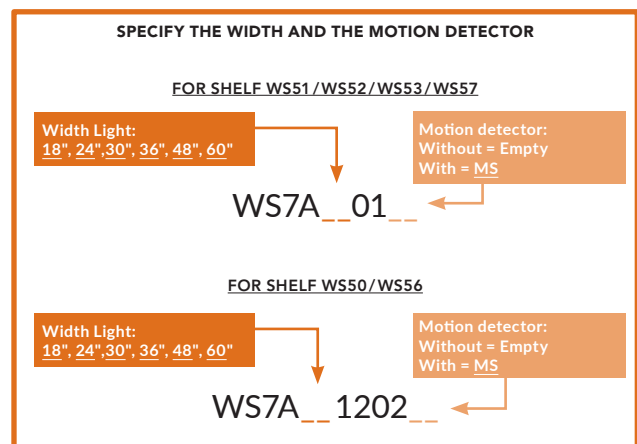 SPECIFY THE WIDTH AND THE MOTION DETECTOR
FOR SHELF WS51/WS52/WS53/WS57
Width Light:
18", 24",30", 36", 48", 60"
Motion detector:
Without = Empty
With = MS
WS7A__01__
FOR SHELF WS50/WS56
Width Light:
18", 24",30", 36", 48", 60"
Motion detector:
Without = Empty
With = MS
WS7A__1202__